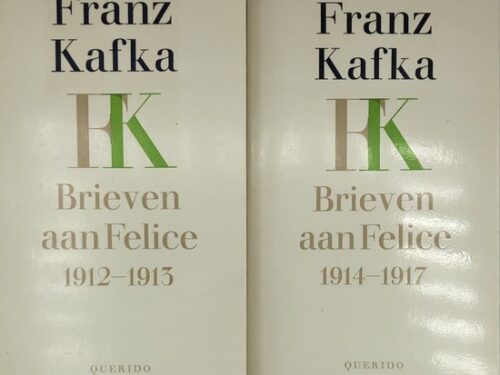 Franz
Kafka
FK
Brieven
aan Felice
1912–1913
QUERIDO
Franz
Kafka
FK
Brieven
aan Felice
1914–1917
QUERIDO